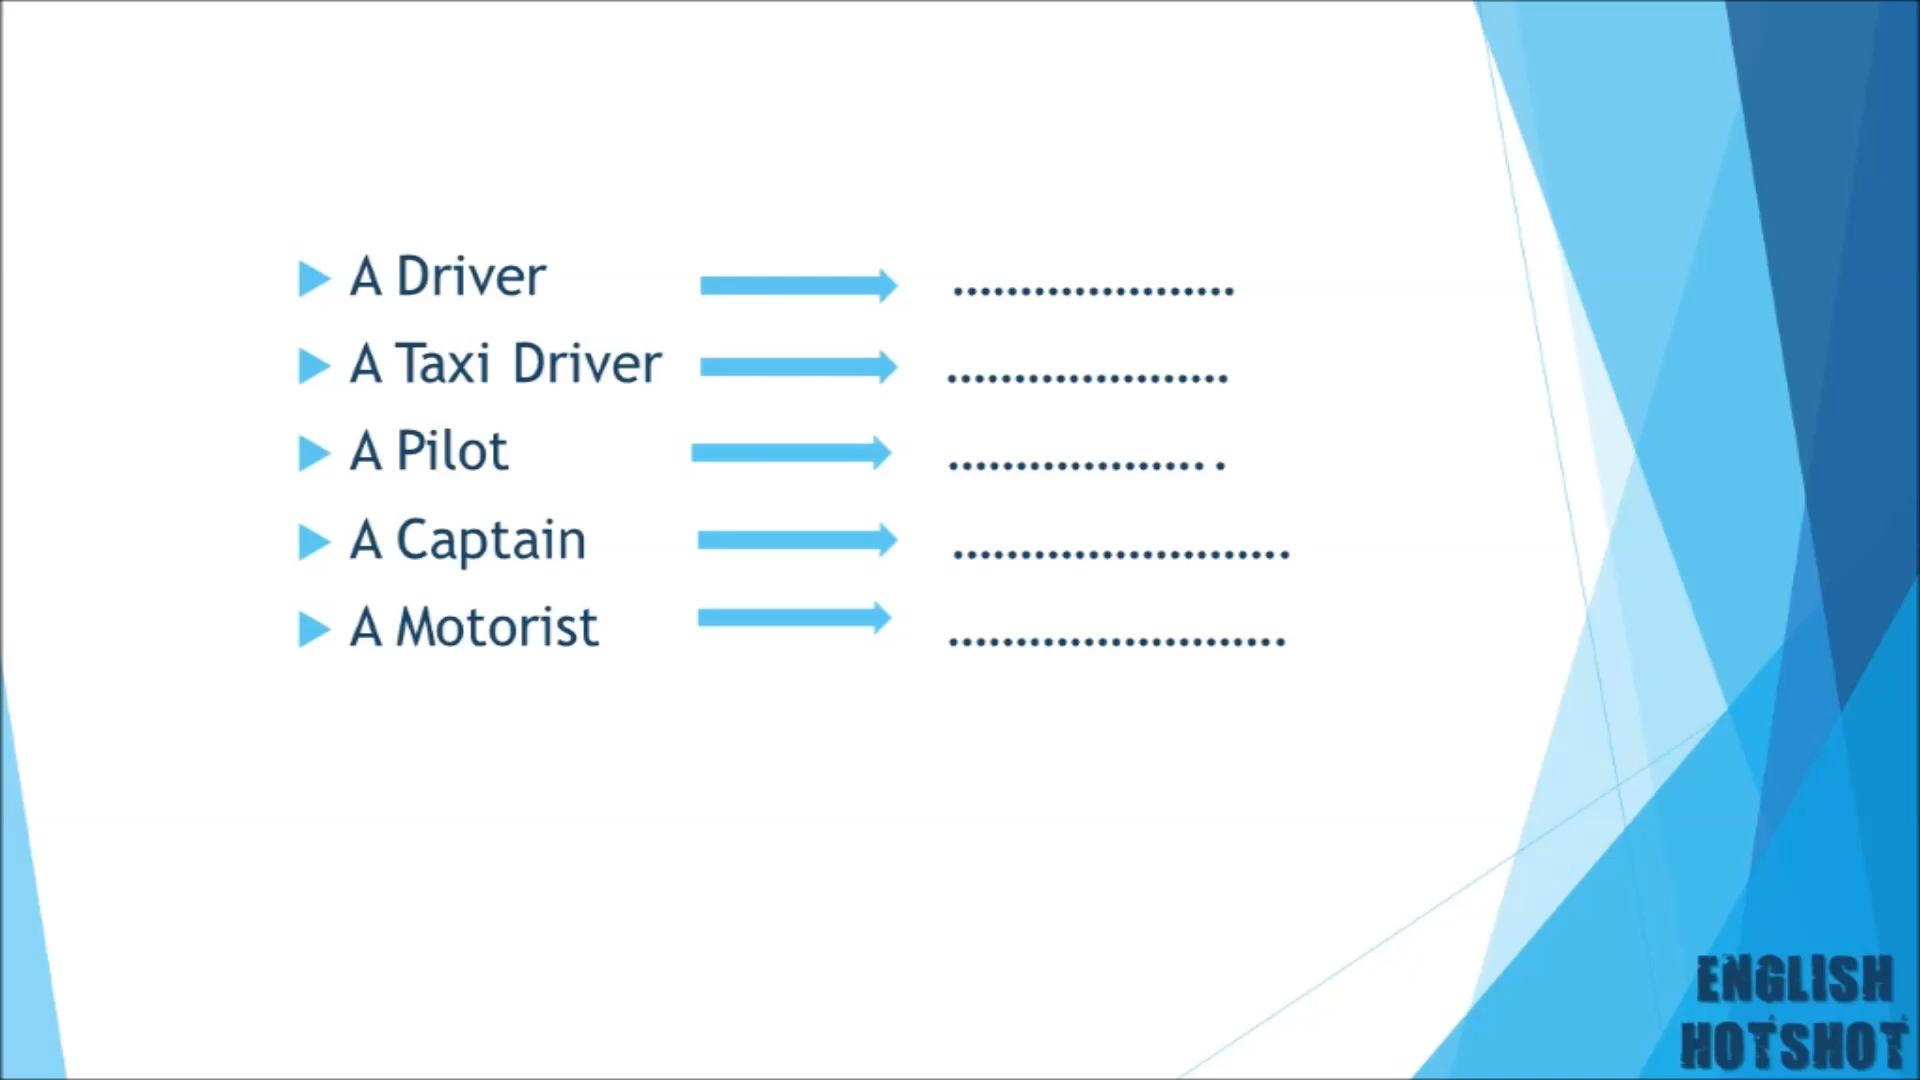 A Driver .....................
A Taxi Driver .....................
A Pilot ................... .
A Captain .........................
A Motorist .........................
ENGLISH
HOTSHOT